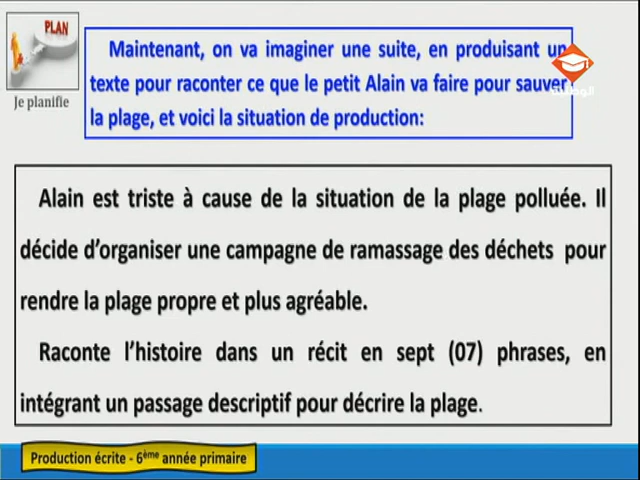 PLAN
Je planifie
Maintenant, on va imaginer une suite, en produisant un
texte pour raconter ce que le petit Alain va faire pour sauver
la plage, et voici la situation de production:
الوطنية
Alain est triste à cause de la situation de la plage polluée. Il
décide d’organiser une campagne de ramassage des déchets pour
rendre la plage propre et plus agréable.
Raconte l’histoire dans un récit en sept (07) phrases, en
intégrant un passage descriptif pour décrire la plage.
Production écrite - 6ème année primaire